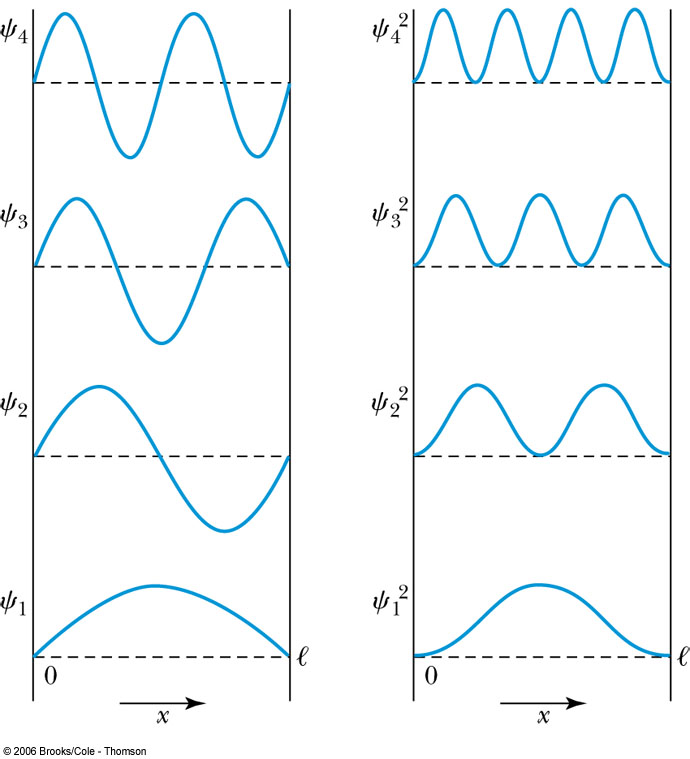 ψ₄ ψ₄²
ψ₃ ψ₃²
ψ₂ ψ₂²
ψ₁ ψ₁²
ℓ ℓ
0 0
x x
© 2006 Brooks/Cole - Thomson